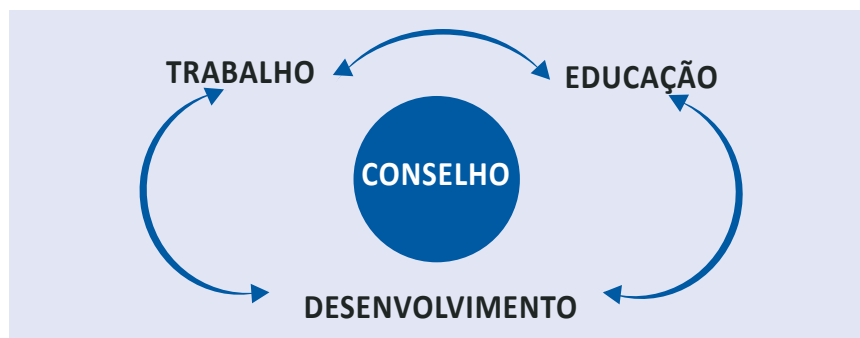 TRABALHO
EDUCAÇÃO
CONSELHO
DESENVOLVIMENTO